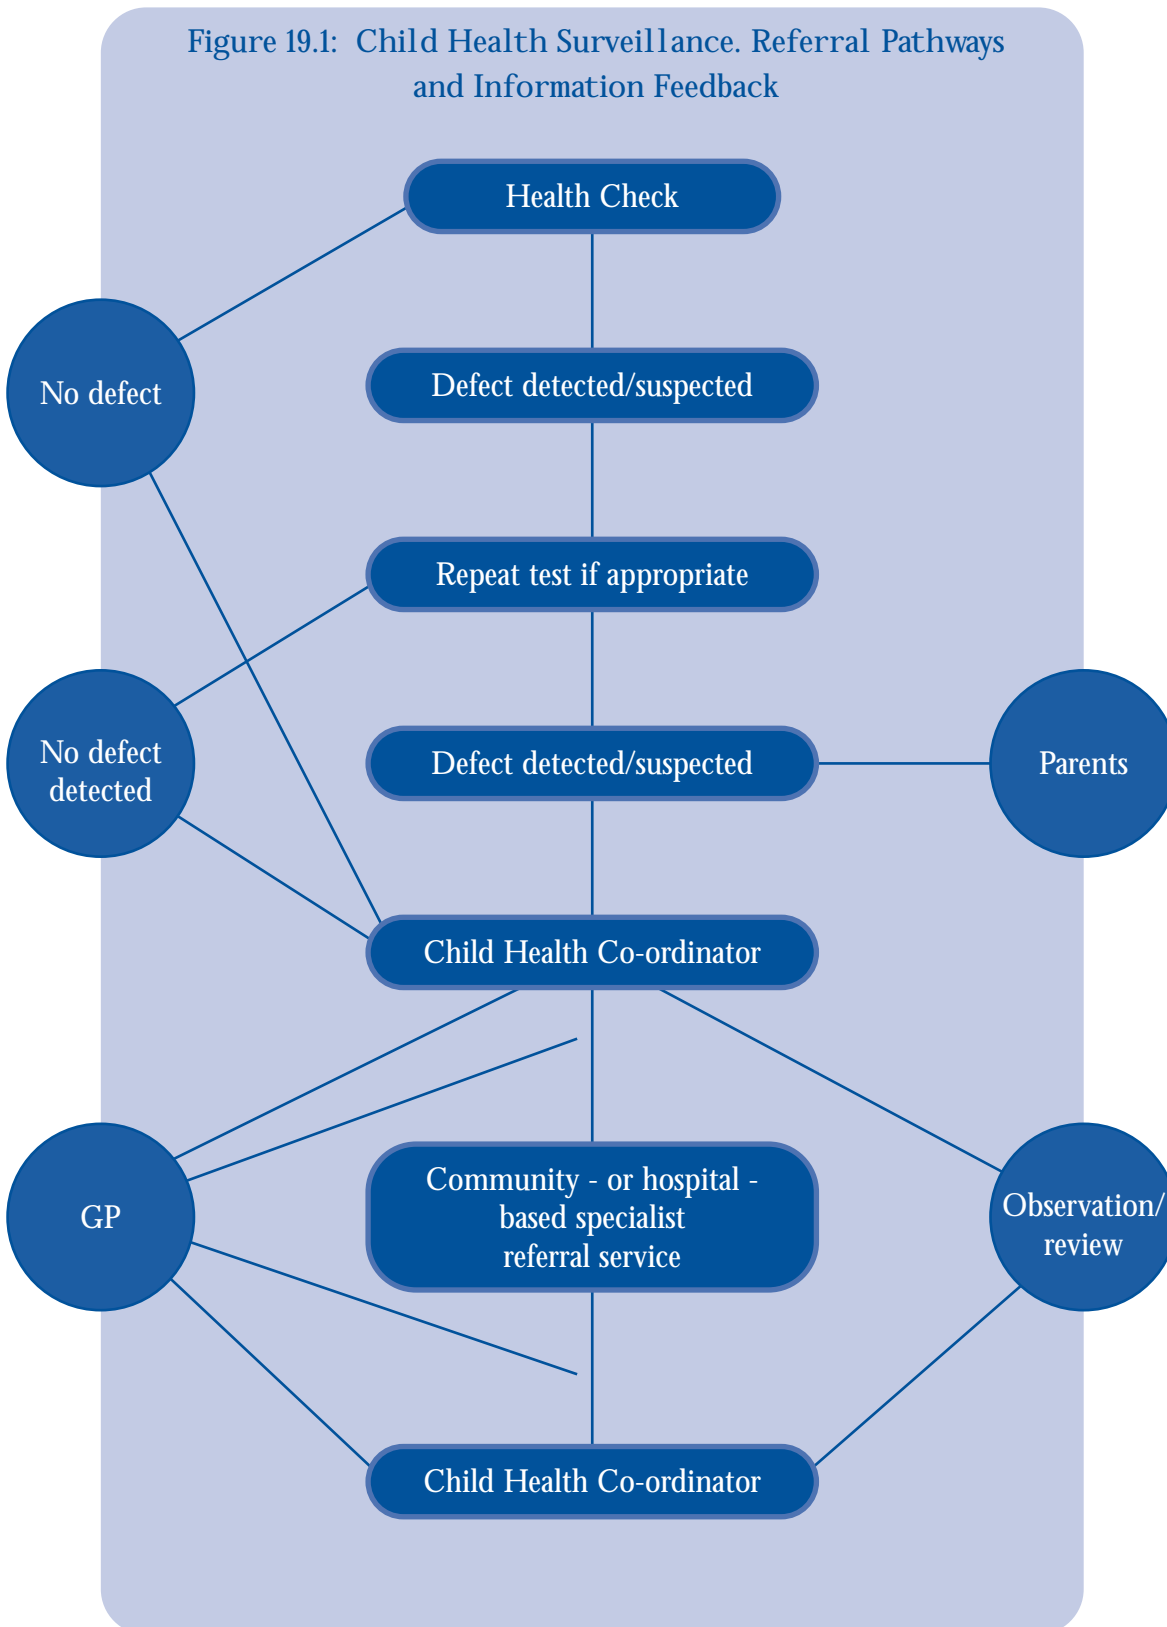 Figure 19.1: Child Health Surveillance. Referral Pathways
and Information Feedback
Health Check
No defect
Defect detected/suspected
Repeat test if appropriate
No defect
detected
Defect detected/suspected
Parents
Child Health Co-ordinator
GP
Community - or hospital -
based specialist
referral service
Observation/
review
Child Health Co-ordinator